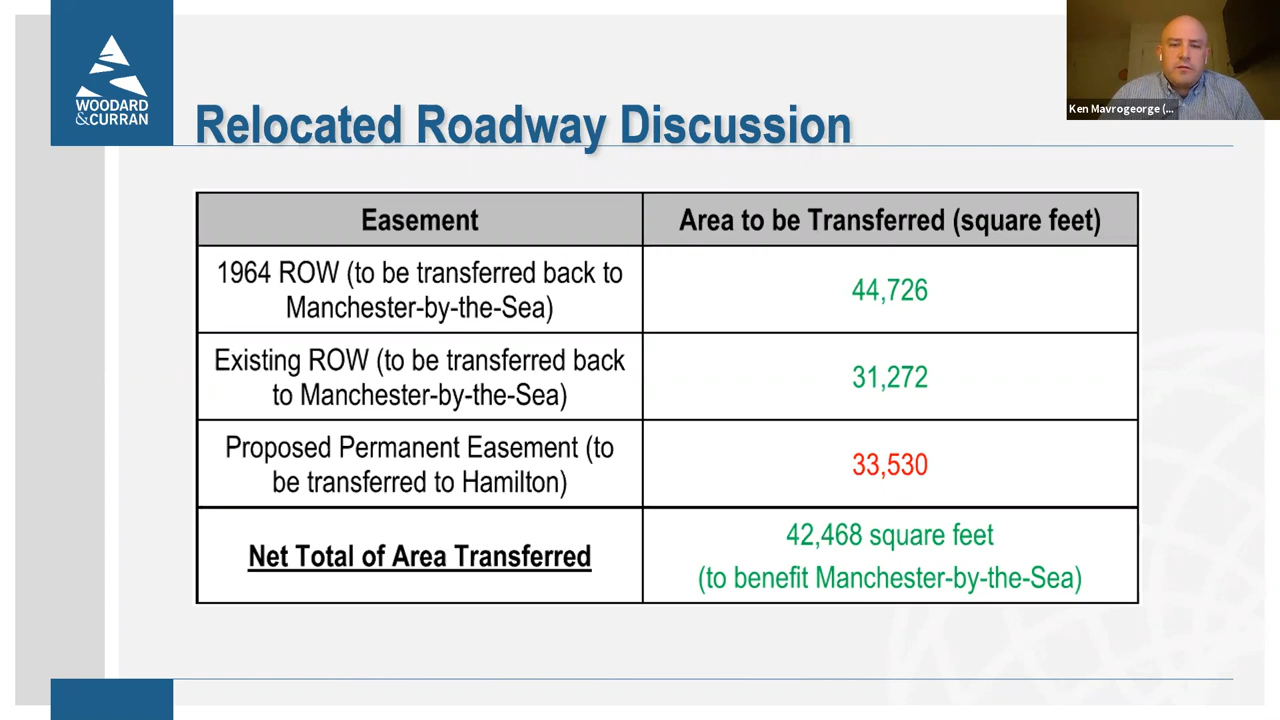 WOODARD
&CURRAN
Relocated Roadway Discussion
Ken Mavrogeorge (...
Easement
Area to be Transferred (square feet)
1964 ROW (to be transferred back to
Manchester-by-the-Sea)
44,726
Existing ROW (to be transferred back
to Manchester-by-the-Sea)
31,272
Proposed Permanent Easement (to
be transferred to Hamilton)
33,530
Net Total of Area Transferred
42,468 square feet
(to benefit Manchester-by-the-Sea)